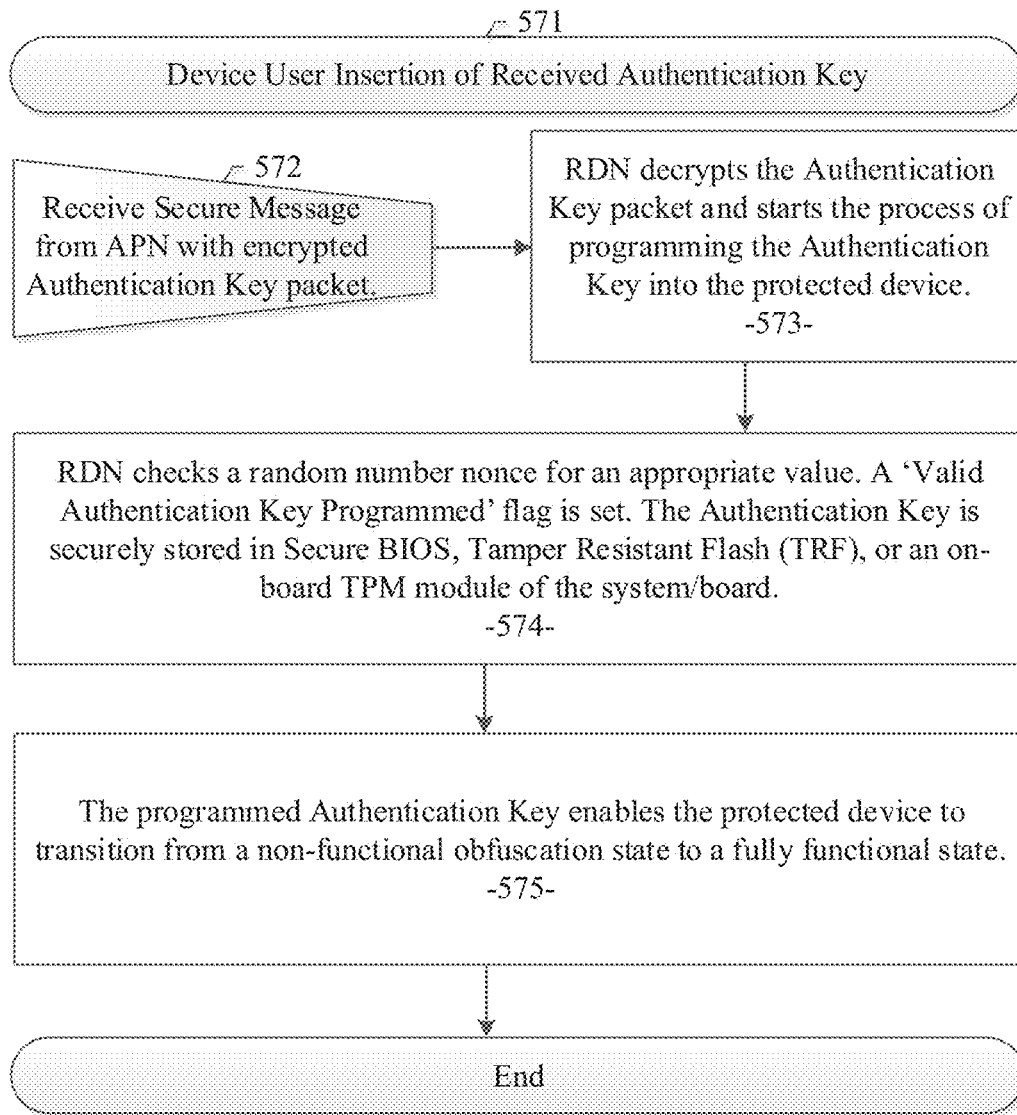 571
Device User Insertion of Received Authentication Key
572
Receive Secure Message
from APN with encrypted
Authentication Key packet.
RDN decrypts the Authentication
Key packet and starts the process of
programming the Authentication
Key into the protected device.
-573-
RDN checks a random number nonce for an appropriate value. A ‘Valid
Authentication Key Programmed’ flag is set. The Authentication Key is
securely stored in Secure BIOS, Tamper Resistant Flash (TRF), or an on-
board TPM module of the system/board.
-574-
The programmed Authentication Key enables the protected device to
transition from a non-functional obfuscation state to a fully functional state.
-575-
End